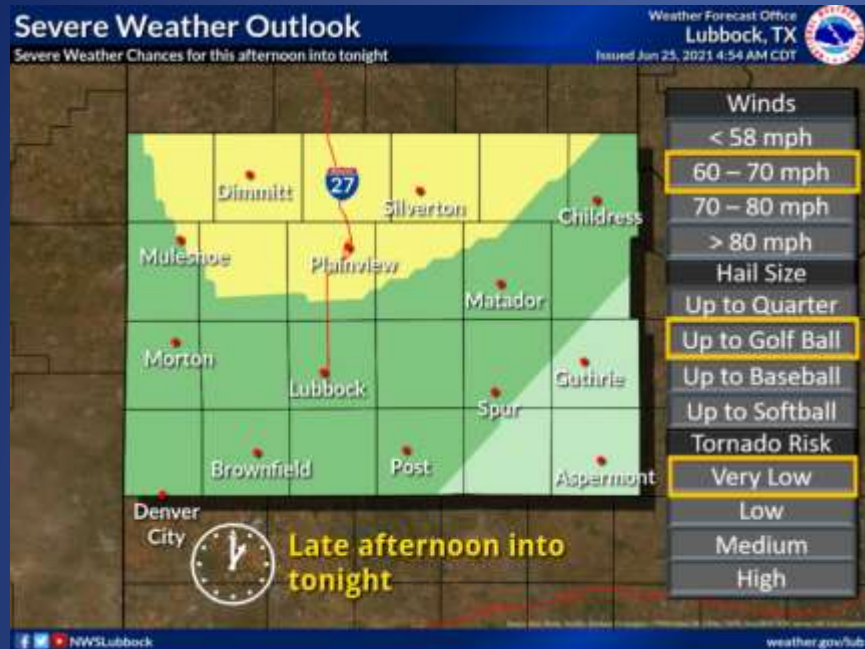 Severe Weather Outlook
Severe Weather Chances for this afternoon into tonight
Weather Forecast Office
Lubbock, TX
Issued Jun 25, 2021 4:54 AM CDT
Dimmitt
27
Silverton
Childress
Muleshoe
Plainview
Matador
Morton
Lubbock
Guthrie
Spur
Brownfield
Post
Aspermont
Denver
City
Late afternoon into
tonight
Winds
< 58 mph
60 – 70 mph
70 – 80 mph
> 80 mph
Hail Size
Up to Quarter
Up to Golf Ball
Up to Baseball
Up to Softball
Tornado Risk
Very Low
Low
Medium
High
NWSLubbock
weather.gov/lub